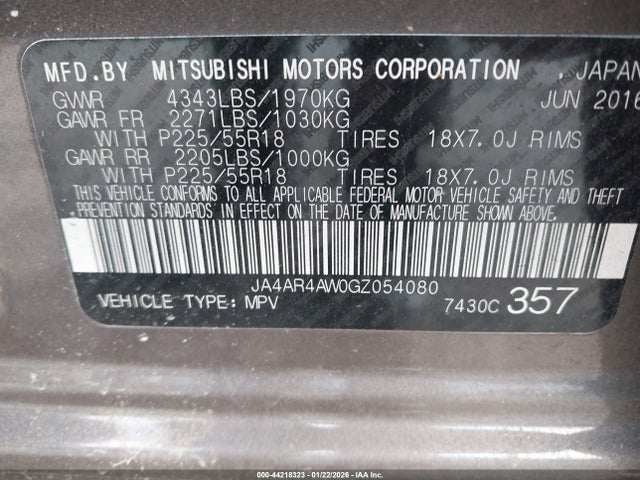 MFD.BY MITSUBISHI MOTORS CORPORATION , JAPAN
GVWR 4343LBS/1970KG JUN 2016
GAWR FR 2271LBS/1030KG
WITH P225/55R18 TIRES 18X7.0J RIMS
GAWR RR 2205LBS/1000KG
WITH P225/55R18 TIRES 18X7.0J RIMS
THIS VEHICLE CONFORMS TO ALL APPLICABLE FEDERAL MOTOR VEHICLE SAFETY AND THEFT
PREVENTION STANDARDS IN EFFECT ON THE DATE OF MANUFACTURE SHOWN ABOVE.
JA4AR4AW0GZ054080
VEHICLE TYPE: MPV 7430C 357
000-44218323 - 01/22/2026 - IAAI Copyright